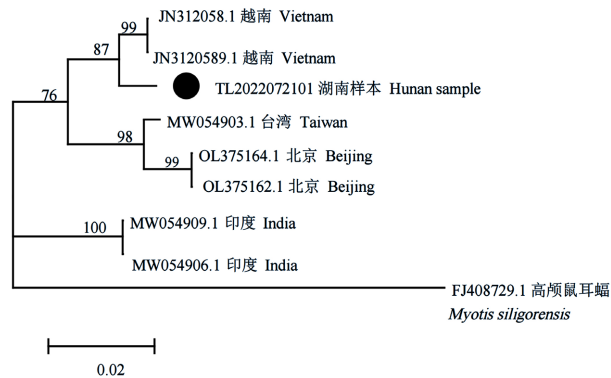 JN312058.1 越南 Vietnam
99
87
JN3120589.1 越南 Vietnam
TL2022072101 湖南样本 Hunan sample
76
MW054903.1 台湾 Taiwan
98
OL375164.1 北京 Beijing
99
OL375162.1 北京 Beijing
MW054909.1 印度 India
100
MW054906.1 印度 India
FJ408729.1 高颅鼠耳蝠
Myotis siligorensis
0.02